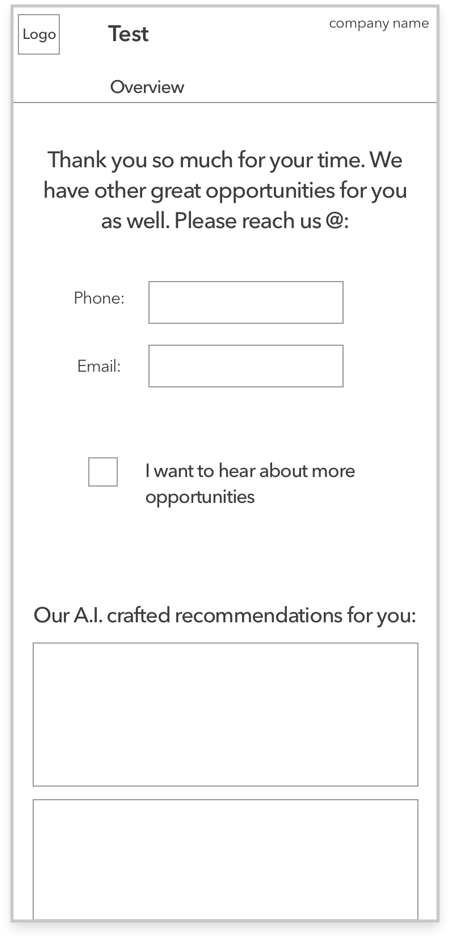 company name
Logo
Test
Overview
Thank you so much for your time. We
have other great opportunities for you
as well. Please reach us @:
Phone:
Email:
I want to hear about more
opportunities
Our A.I. crafted recommendations for you: